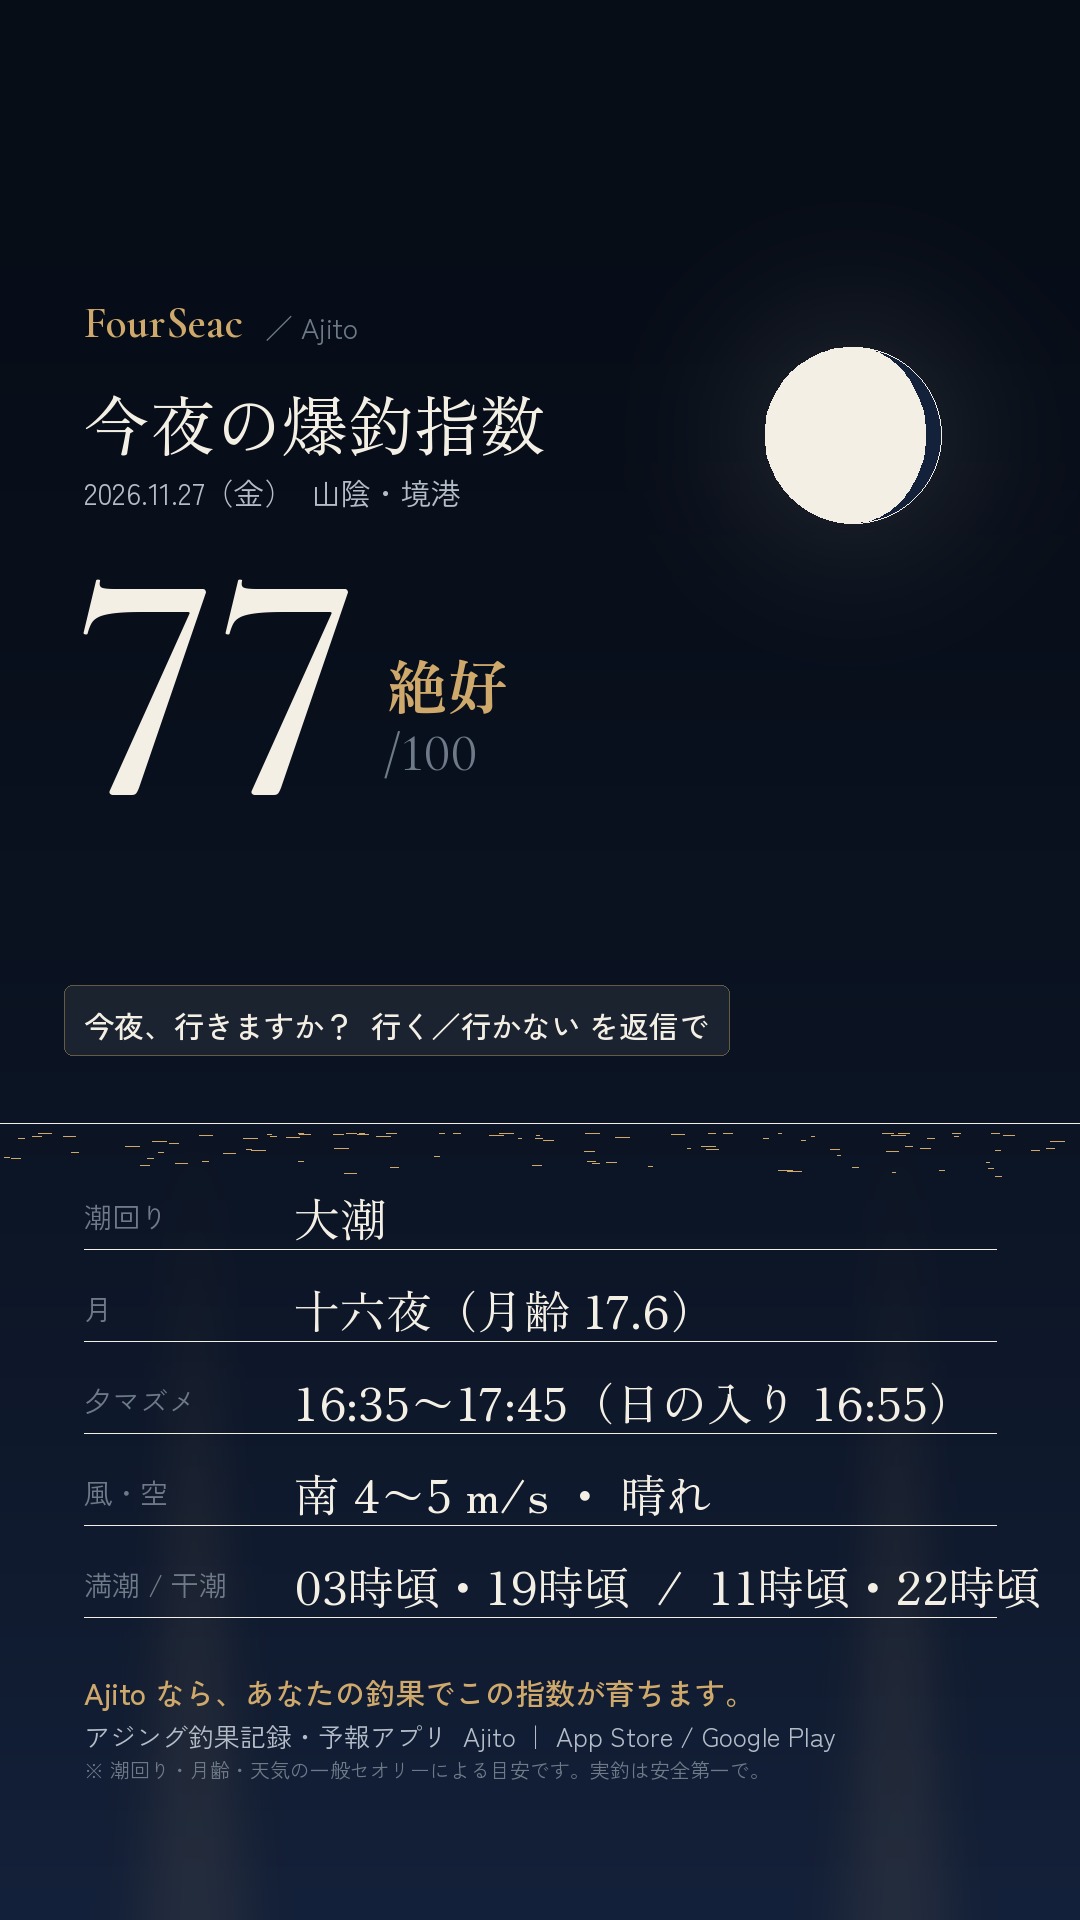 FourSeac ／ Ajito
今夜の爆釣指数
2026.11.27（金） 山陰・境港
77 絶好
/100
今夜、行きますか？ 行く／行かない を返信で
潮回り 大潮
月 十六夜（月齢 17.6）
夕マズメ 16:35〜17:45（日の入り 16:55）
風・空 南 4〜5 m/s ・ 晴れ
満潮 / 干潮 03時頃・19時頃 / 11時頃・22時頃
Ajito なら、あなたの釣果でこの指数が育ちます。
アジング釣果記録・予報アプリ Ajito ｜ App Store / Google Play
※ 潮回り・月齢・天気の一般セオリーによる目安です。実釣は安全第一で。